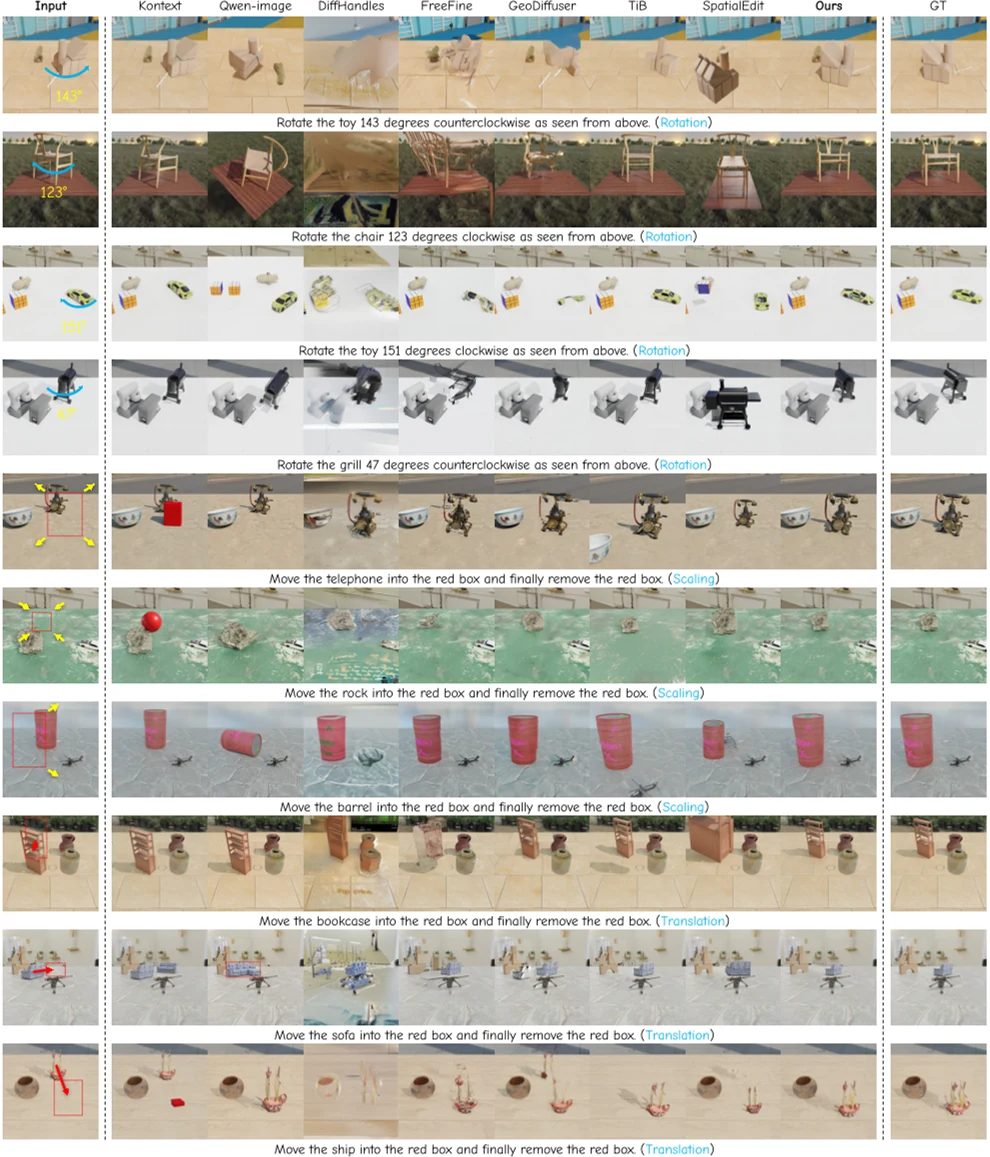 Input Kontext Qwen-image DiffHandles FreeFine GeoDiffuser TiB SpatialEdit Ours GT
143°
Rotate the toy 143 degrees counterclockwise as seen from above. (Rotation)
123°
Rotate the chair 123 degrees clockwise as seen from above. (Rotation)
151°
Rotate the toy 151 degrees clockwise as seen from above. (Rotation)
47°
Rotate the grill 47 degrees counterclockwise as seen from above. (Rotation)
Move the telephone into the red box and finally remove the red box. (Scaling)
Move the rock into the red box and finally remove the red box. (Scaling)
Move the barrel into the red box and finally remove the red box. (Scaling)
Move the bookcase into the red box and finally remove the red box. (Translation)
Move the sofa into the red box and finally remove the red box. (Translation)
Move the ship into the red box and finally remove the red box. (Translation)